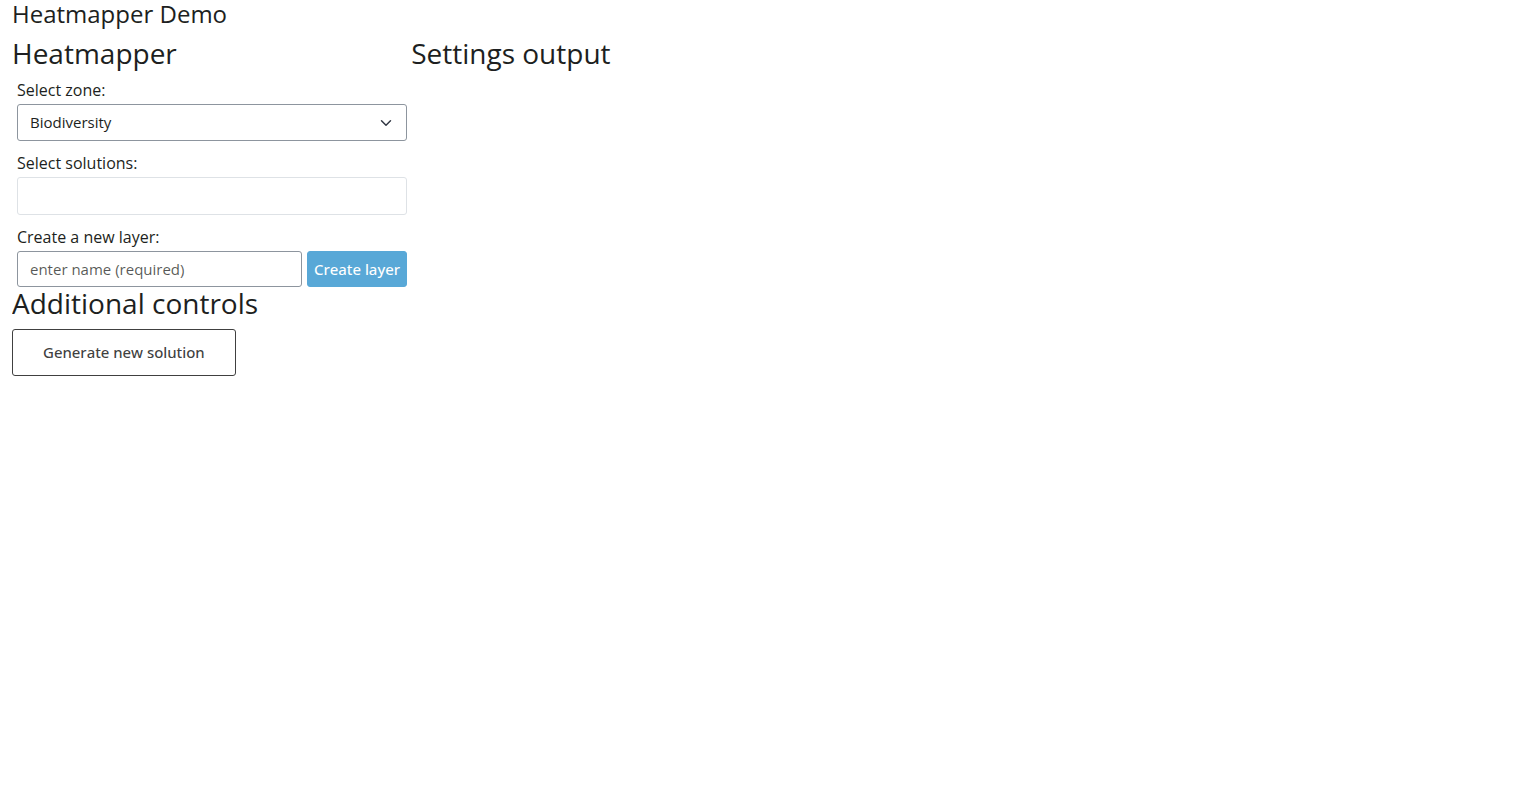 Heatmapper Demo
Heatmapper
Settings output
Select zone:
Biodiversity
Select solutions:
Create a new layer:
enter name (required)
Create layer
Additional controls
Generate new solution